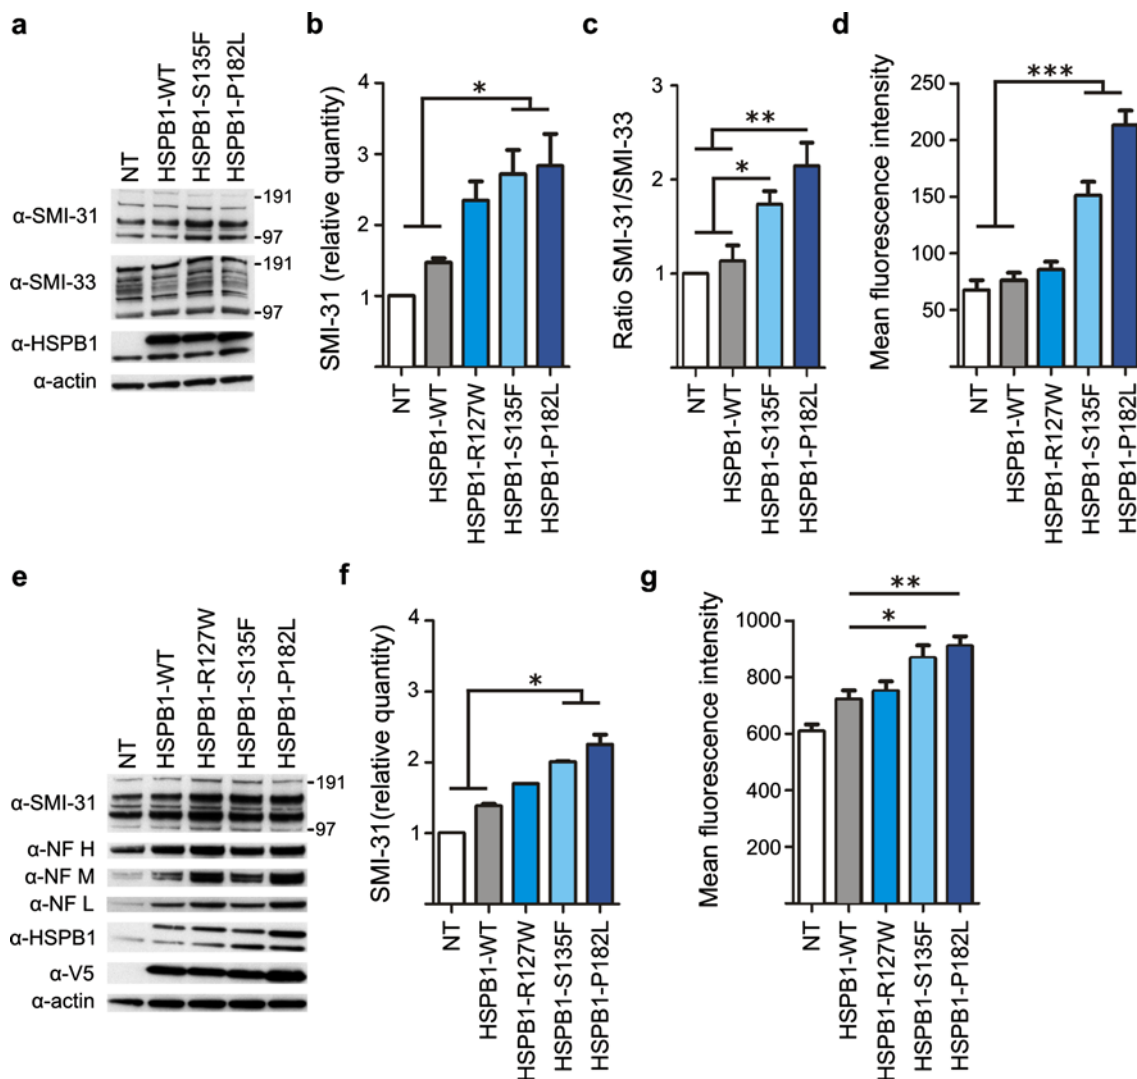 a
NT
HSPB1-WT
HSPB1-S135F
HSPB1-P182L
α-SMI-31
-191
-97
α-SMI-33
-191
-97
α-HSPB1
α-actin
b
SMI-31 (relative quantity)
4
3
2
1
*
NT
HSPB1-WT
HSPB1-R127W
HSPB1-S135F
HSPB1-P182L
c
Ratio SMI-31/SMI-33
3
2
1
**
*
NT
HSPB1-WT
HSPB1-S135F
HSPB1-P182L
d
Mean fluorescence intensity
250
200
150
100
50
***
NT
HSPB1-WT
HSPB1-R127W
HSPB1-S135F
HSPB1-P182L
e
NT
HSPB1-WT
HSPB1-R127W
HSPB1-S135F
HSPB1-P182L
α-SMI-31
-191
97
α-NF H
α-NF M
α-NF L
α-HSPB1
α-V5
α-actin
f
SMI-31(relative quantity)
4
3
2
1
*
NT
HSPB1-WT
HSPB1-R127W
HSPB1-S135F
HSPB1-P182L
g
Mean fluorescence intensity
1000
800
600
400
200
**
*
NT
HSPB1-WT
HSPB1-R127W
HSPB1-S135F
HSPB1-P182L